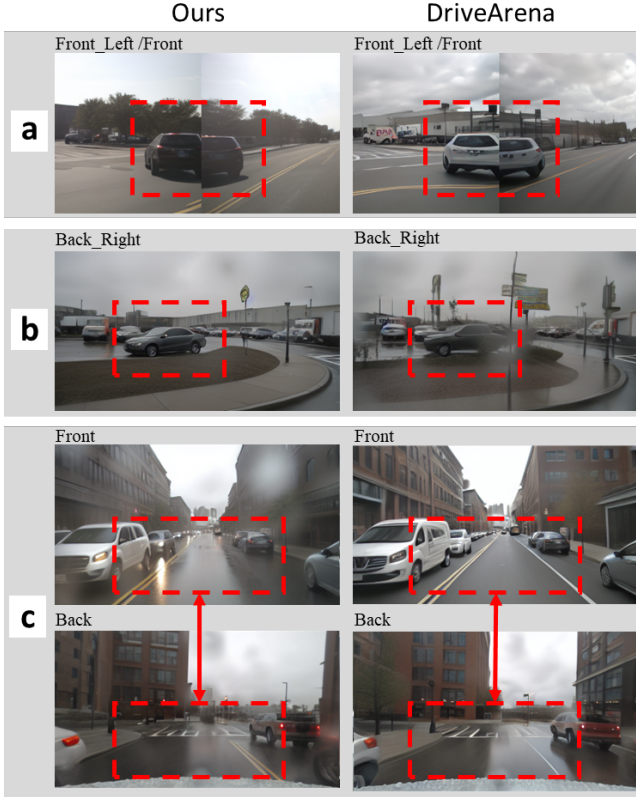 Ours DriveArena
Front_Left /Front Front_Left /Front
a
Back_Right Back_Right
b
Front Front
c
Back Back